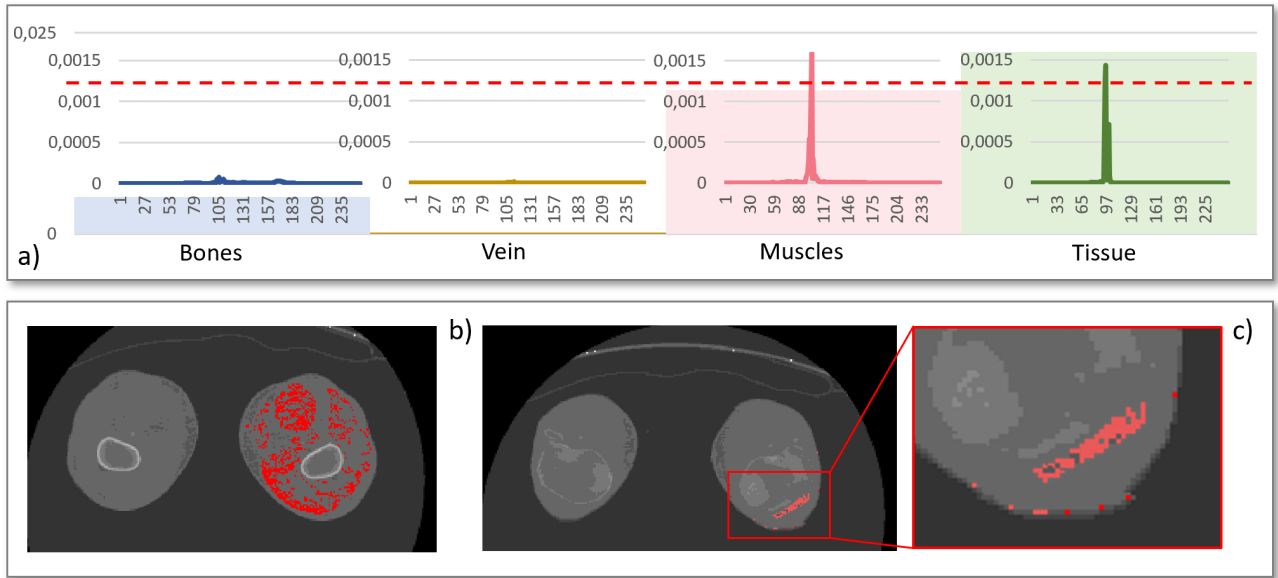 0,025
0,0015 0,0015 0,0015 0,0015
0,001 0,001 0,001 0,001
0,0005 0,0005 0,0005 0,0005
0 0 0 0
1 27 53 79 105 131 157 183 209 235 1 27 53 79 105 131 157 183 209 235 1 30 59 88 117 146 175 204 233 1 33 65 97 129 161 193 225
0
a) Bones Vein Muscles Tissue
b) c)